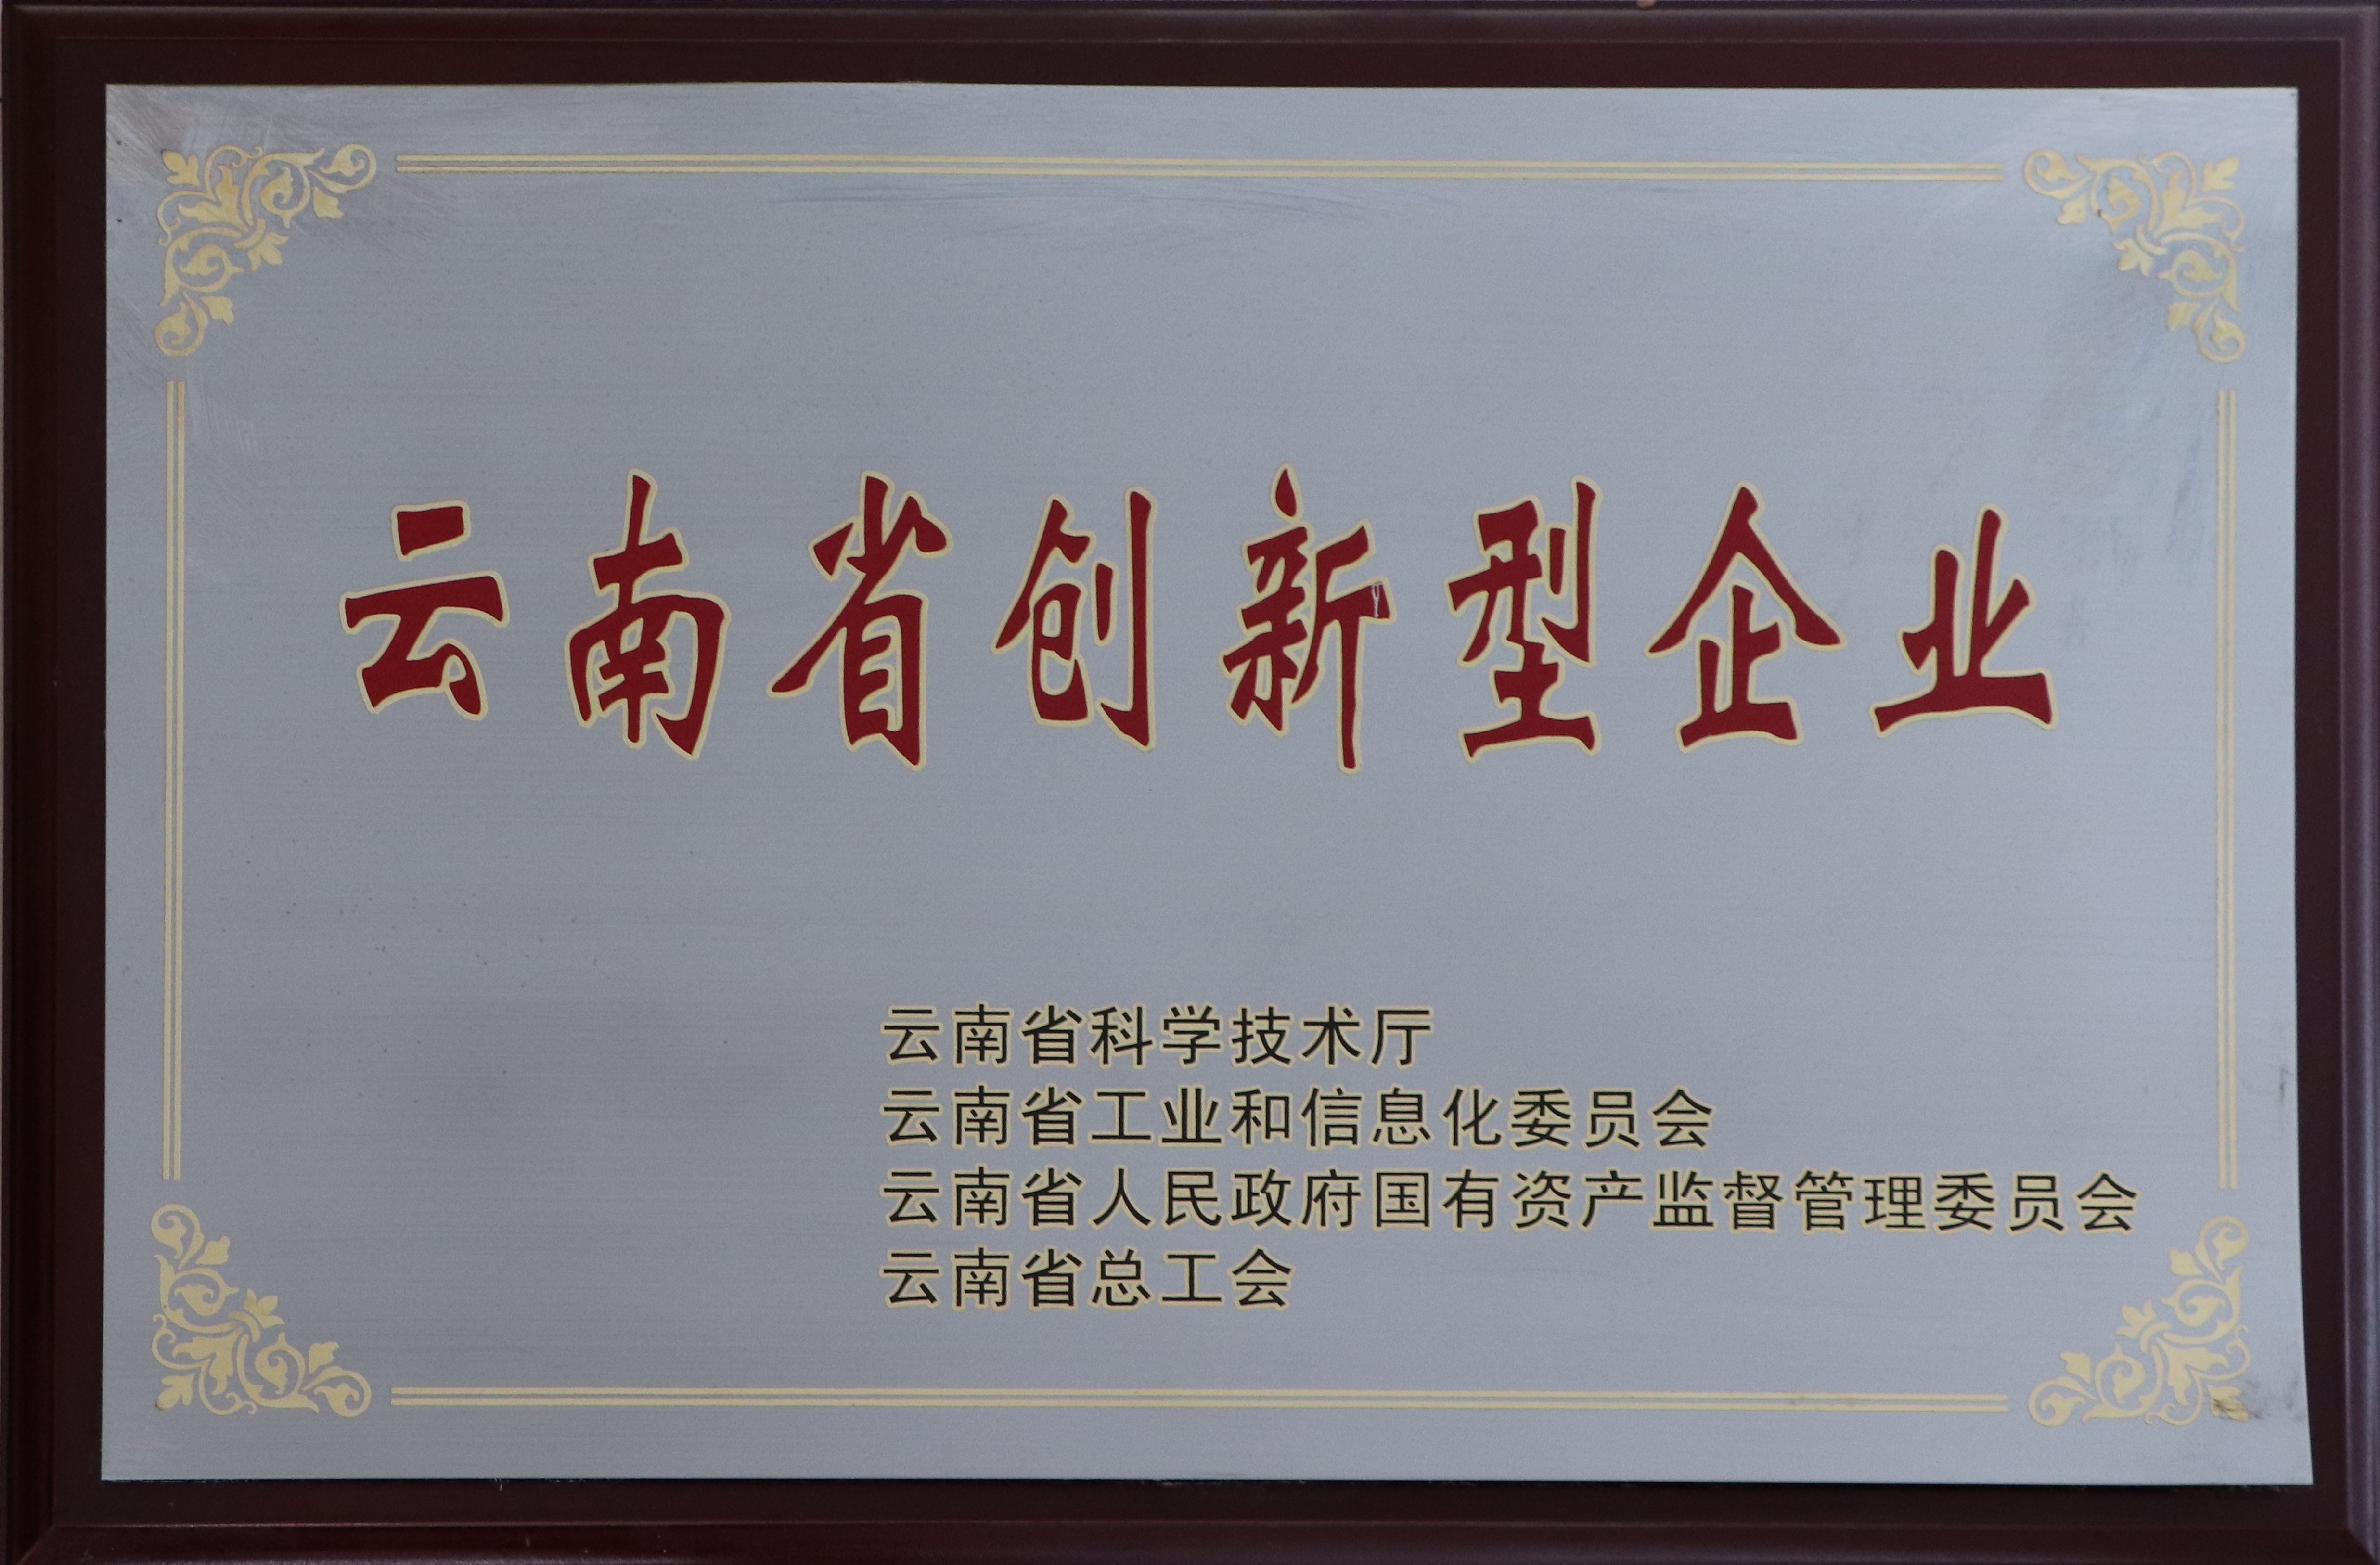 云南省创新型企业
云南省科学技术厅
云南省工业和信息化委员会
云南省人民政府国有资产监督管理委员会
云南省总工会